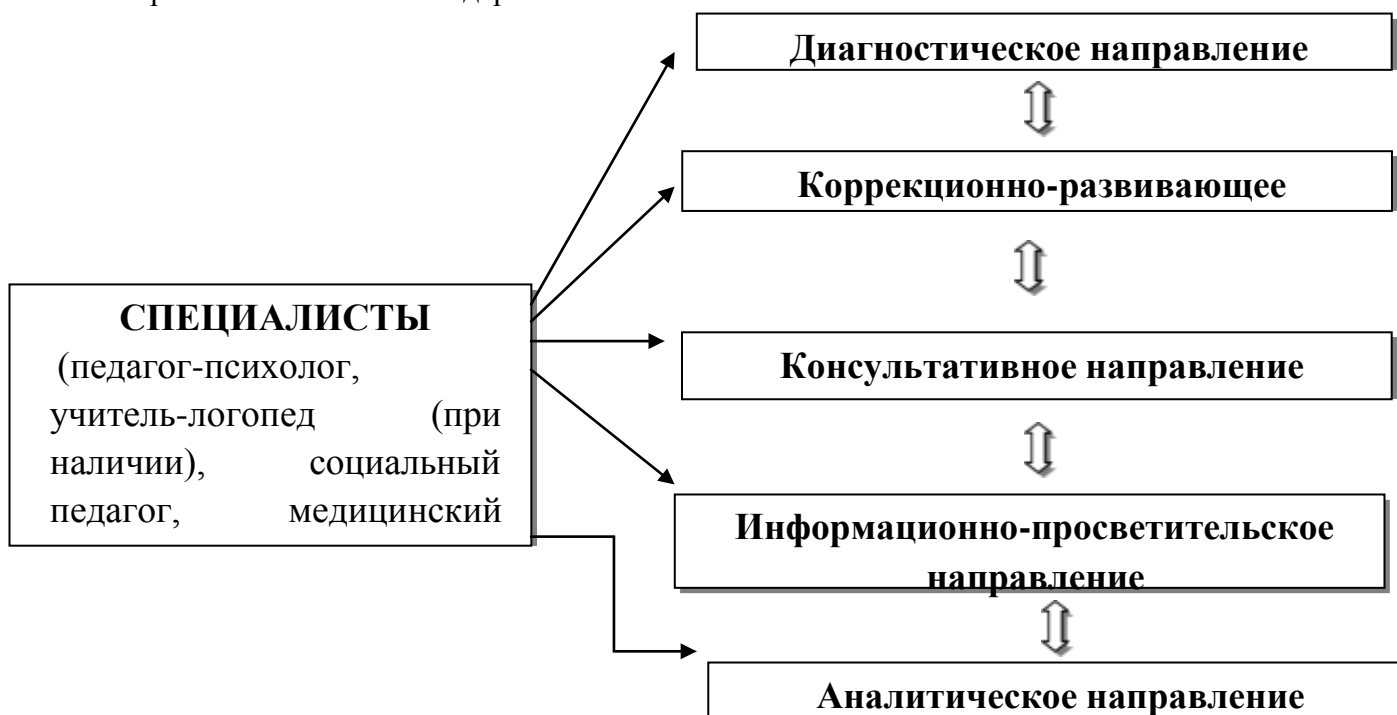 Диагностическое направление
Коррекционно-развивающее
СПЕЦИАЛИСТЫ
(педагог-психолог,
учитель-логопед (при
наличии), социальный
педагог, медицинский
Консультативное направление
Информационно-просветительское
направление
Аналитическое направление